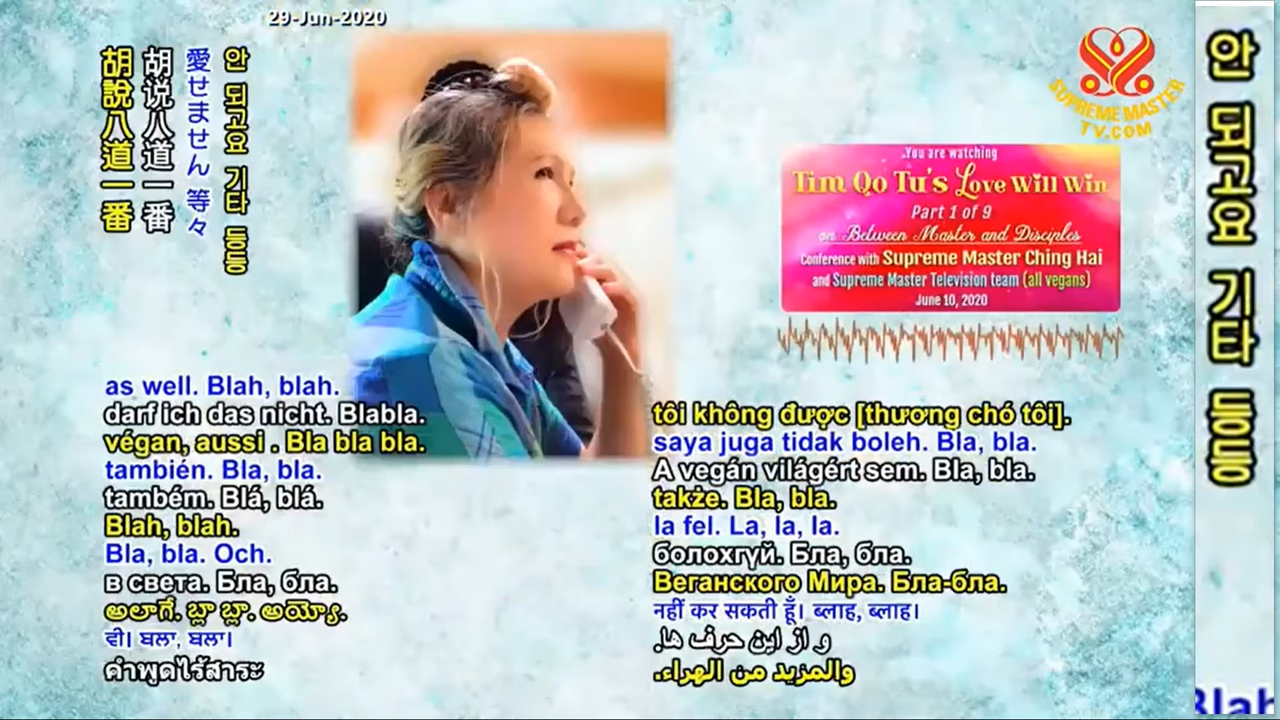 29-Jun-2020
안 되고요 기타 등등
愛せません 等々
胡说八道一番
胡說八道一番
SUPREME MASTER
TV.COM
You are watching
Tim Qo Tu's Love Will Win
Part 1 of 9
on Between Master and Disciples
Conference with Supreme Master Ching Hai
and Supreme Master Television team (all vegans)
June 10, 2020
as well. Blah, blah.
darf ich das nicht. Blabla.
végan, aussi . Bla bla bla.
también. Bla, bla.
também. Blá, blá.
Blah, blah.
Bla, bla. Och.
в света. Бла, бла.
అలాగే. బ్లా బ్లా. అయ్యో.
ਵੀ। ਬਲਾ, ਬਲਾ।
คำพูดไร้สาระ
tôi không được [thương chó tôi].
saya juga tidak boleh. Bla, bla.
A vegán világért sem. Bla, bla.
także. Bla, bla.
la fel. La, la, la.
болохгүй. Бла, бла.
Веганского Мира. Бла-бла.
नहीं कर सकती हूँ। ब्लाह, ब्लाह।
و از این حرف ها.
والمزيد من الهراء.
안 되고요 기타 등등
Blah